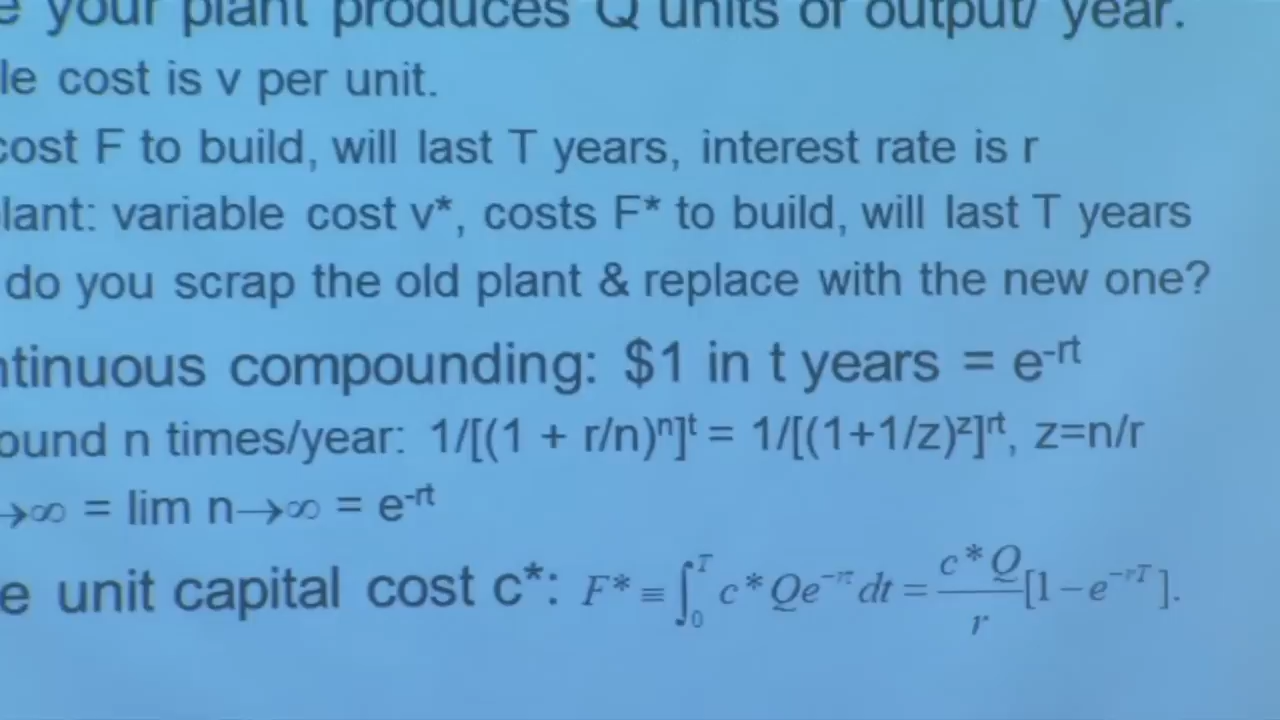 e your plant produces Q units of output/ year.
le cost is v per unit.
cost F to build, will last T years, interest rate is r
lant: variable cost v*, costs F* to build, will last T years
do you scrap the old plant & replace with the new one?
ntinuous compounding: $1 in t years = e⁻ʳᵗ
ound n times/year: 1/[(1 + r/n)ⁿ]ᵗ = 1/[(1+1/z)ᶻ]ʳᵗ, z=n/r
→∞ = lim n→∞ = e⁻ʳᵗ
e unit capital cost c*: F* ≡ ∫₀ᵀ c*Qe⁻ʳᵗ dt = c*Q/r [1−e⁻ʳᵀ].